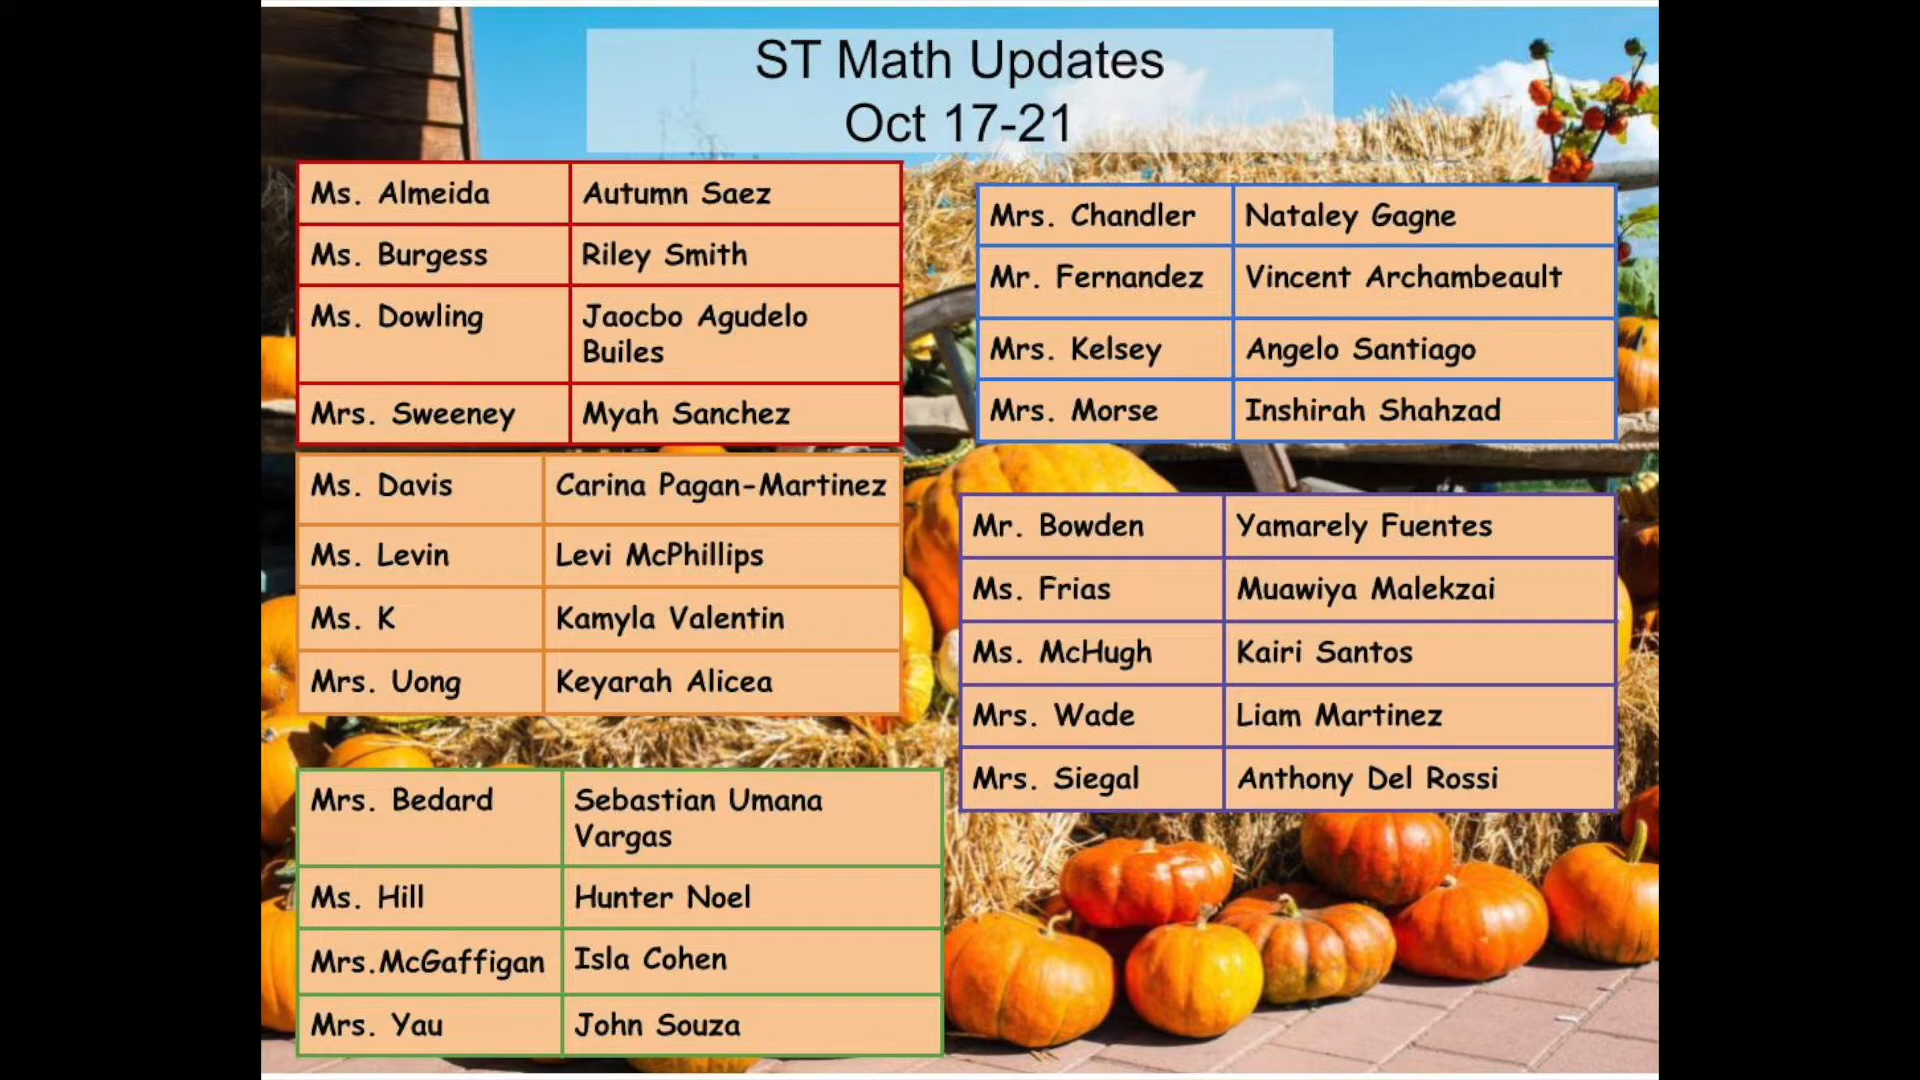 ST Math Updates
Oct 17-21
Ms. Almeida Autumn Saez
Ms. Burgess Riley Smith
Ms. Dowling Jaocbo Agudelo
Builes
Mrs. Sweeney Myah Sanchez
Ms. Davis Carina Pagan-Martinez
Ms. Levin Levi McPhillips
Ms. K Kamyla Valentin
Mrs. Uong Keyarah Alicea
Mrs. Bedard Sebastian Umana
Vargas
Ms. Hill Hunter Noel
Mrs.McGaffigan Isla Cohen
Mrs. Yau John Souza
Mrs. Chandler Nataley Gagne
Mr. Fernandez Vincent Archambeault
Mrs. Kelsey Angelo Santiago
Mrs. Morse Inshirah Shahzad
Mr. Bowden Yamarely Fuentes
Ms. Frias Muawiya Malekzai
Ms. McHugh Kairi Santos
Mrs. Wade Liam Martinez
Mrs. Siegal Anthony Del Rossi